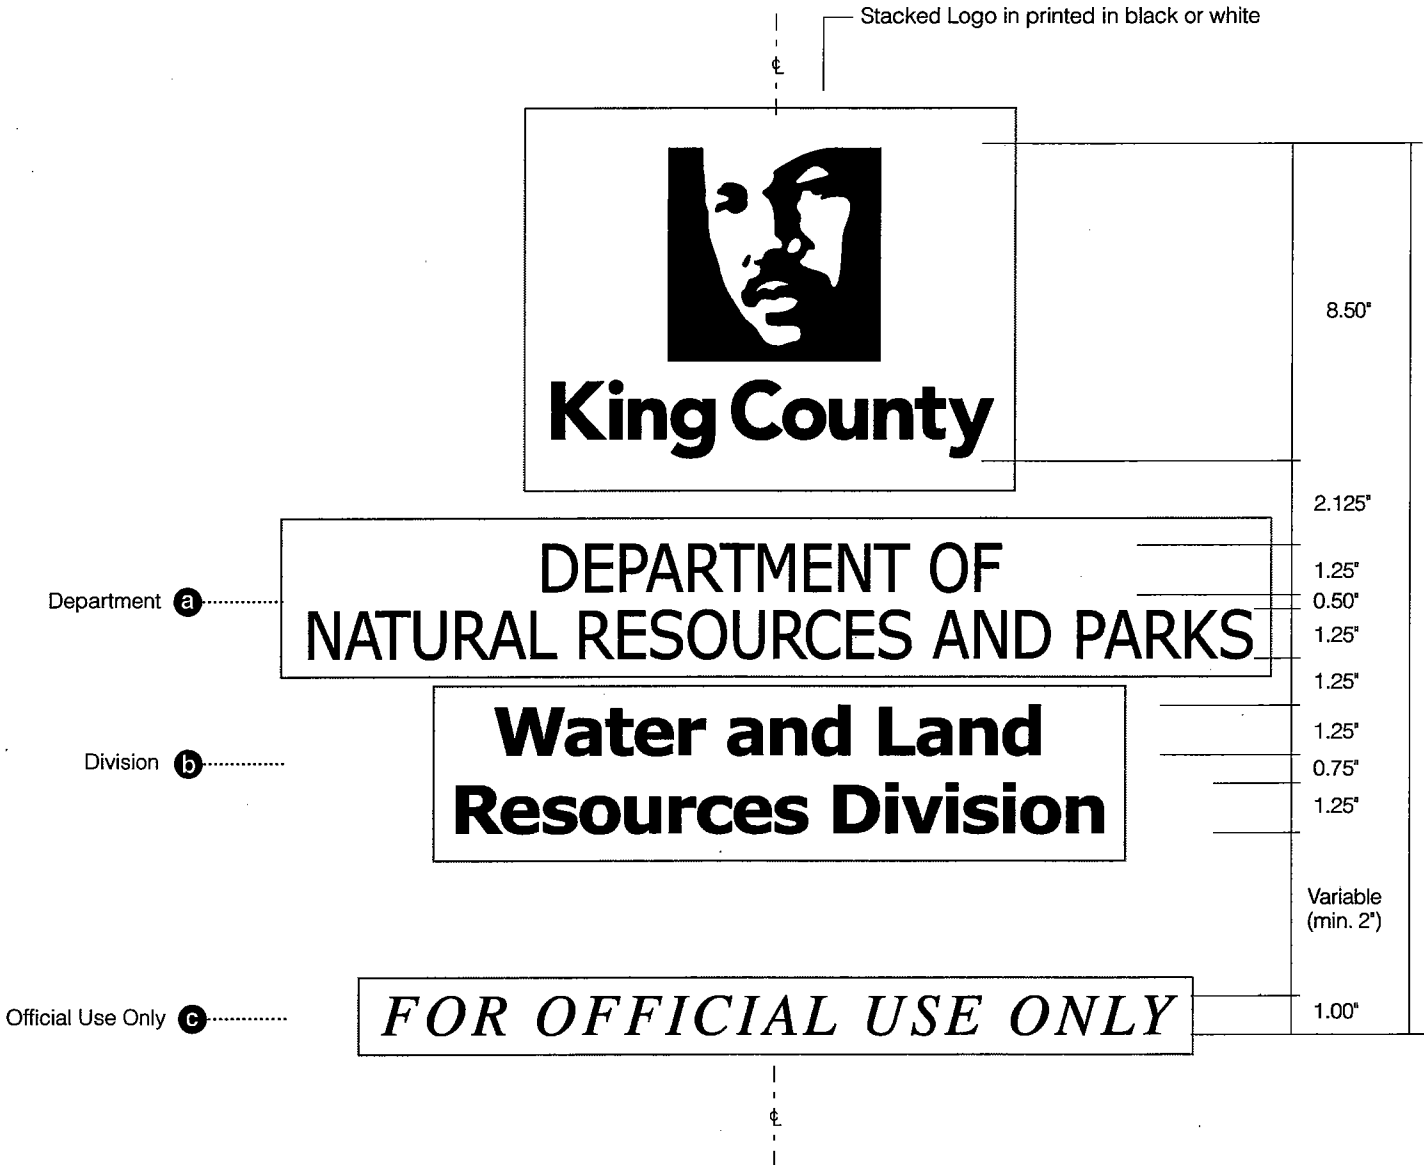 Stacked Logo in printed in black or white
℄
King County
8.50"
2.125"
Department a
DEPARTMENT OF
NATURAL RESOURCES AND PARKS
1.25"
0.50"
1.25"
1.25"
Division b
Water and Land
Resources Division
1.25"
0.75"
1.25"
Variable
(min. 2")
Official Use Only c
FOR OFFICIAL USE ONLY
1.00"
℄